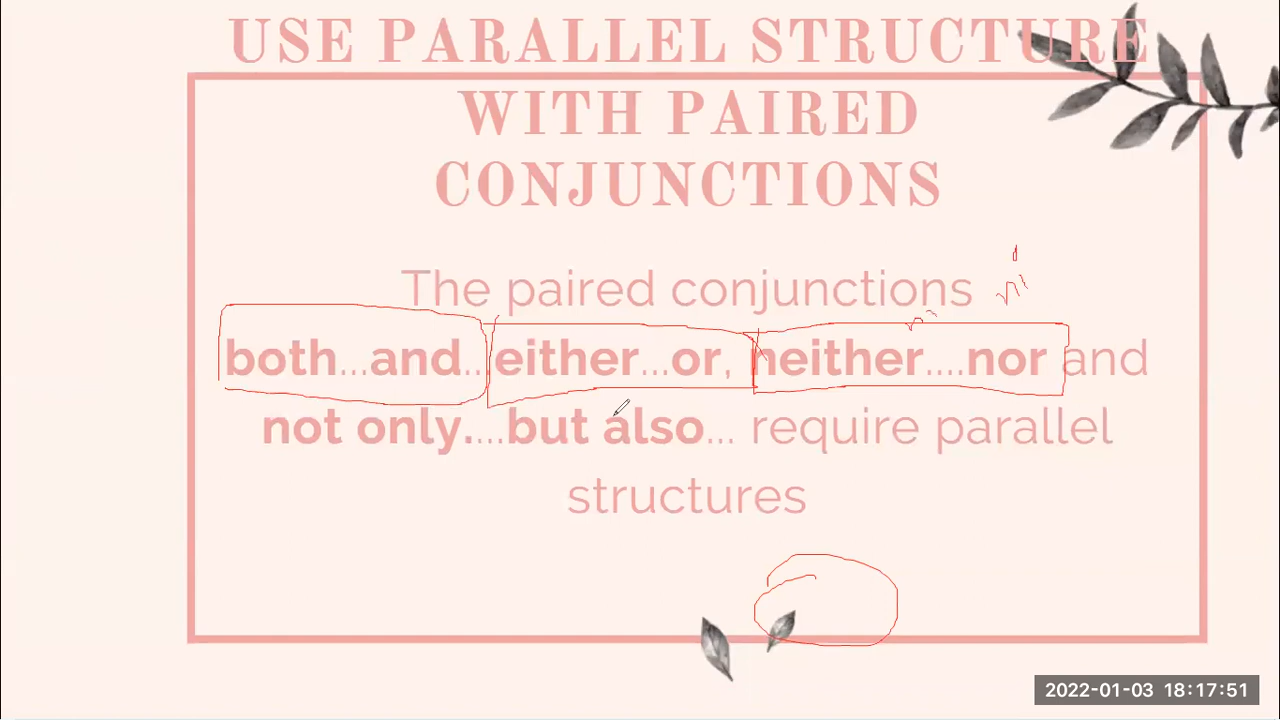 USE PARALLEL STRUCTURE
WITH PAIRED
CONJUNCTIONS
The paired conjunctions
both...and.. either...or, neither....nor and
not only....but also... require parallel
structures
2022-01-03 18:17:51